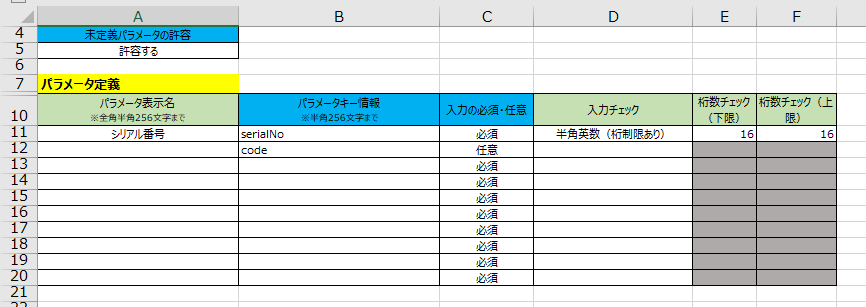 A B C D E F
4 未定義パラメータの許容
5 許容する
6
7 パラメータ定義
10 パラメータ表示名 ※全角半角256文字まで パラメータキー情報 ※半角256文字まで 入力の必須・任意 入力チェック 桁数チェック（下限） 桁数チェック（上限）
11 シリアル番号 serialNo 必須 半角英数（桁制限あり） 16 16
12 code 任意
13 必須
14 必須
15 必須
16 必須
17 必須
18 必須
19 必須
20 必須
21